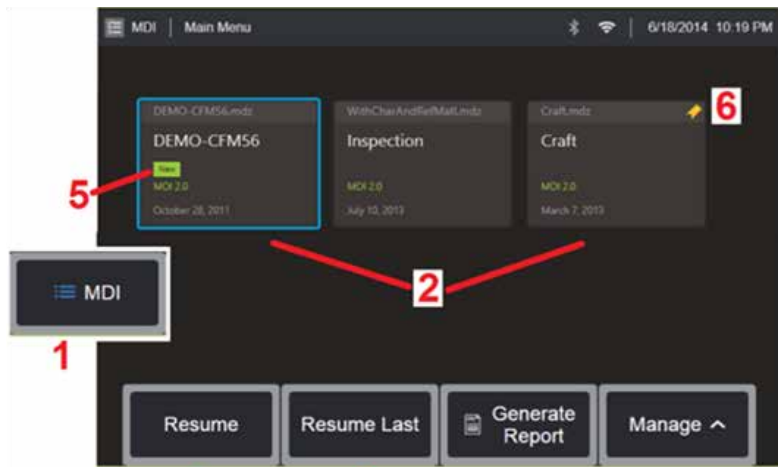 MDI | Main Menu
6/18/2014 10:19 PM
DEMO-CFM56.mdz
WithCharAndRefMatl.mdz
Craft.mdz
6
DEMO-CFM56
Inspection
Craft
New
5
MDI 2.0
MDI 2.0
MDI 2.0
October 28, 2011
July 10, 2013
March 7, 2013
2
MDI
1
Resume
Resume Last
Generate
Report
Manage